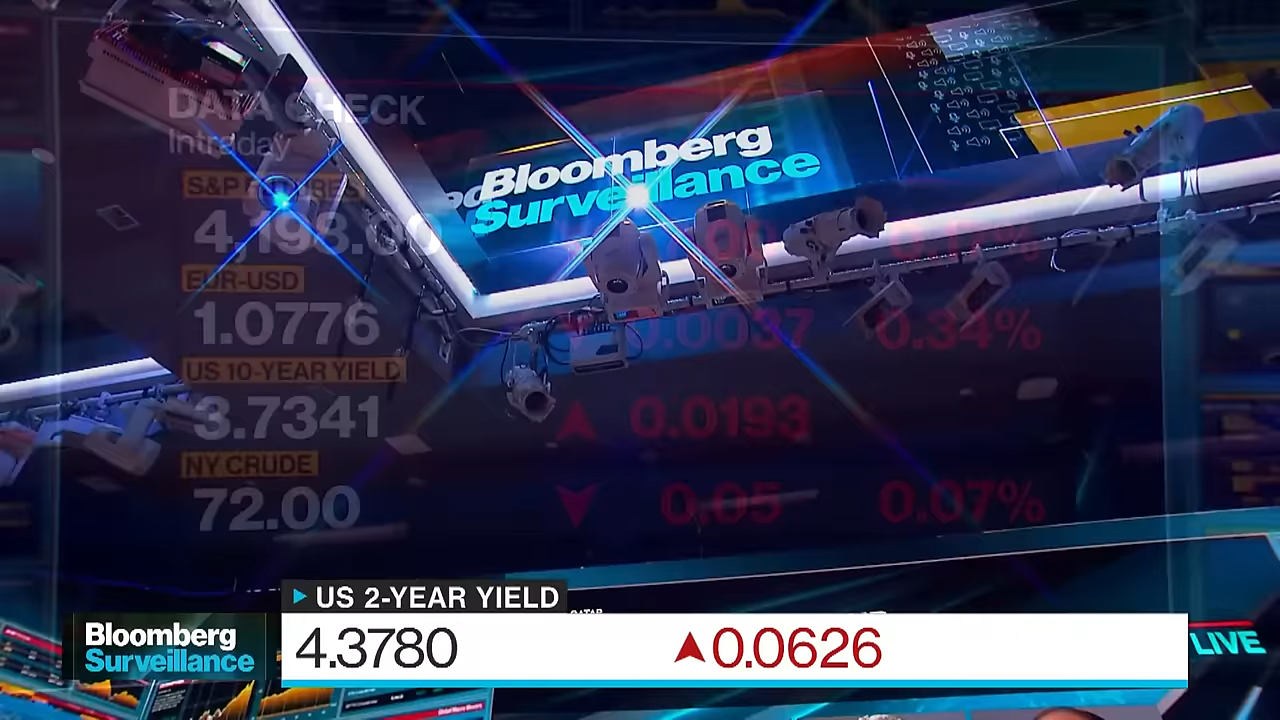 DATA CHECK
Intraday
Bloomberg
Surveillance
S&P FUTURES
4,198.00
EUR-USD
1.0776 0.0037 0.34%
US 10-YEAR YIELD
3.7341 ▲ 0.0193
NY CRUDE
72.00 ▼ 0.05 0.07%
US 2-YEAR YIELD
Bloomberg
Surveillance
4.3780 ▲0.0626
LIVE